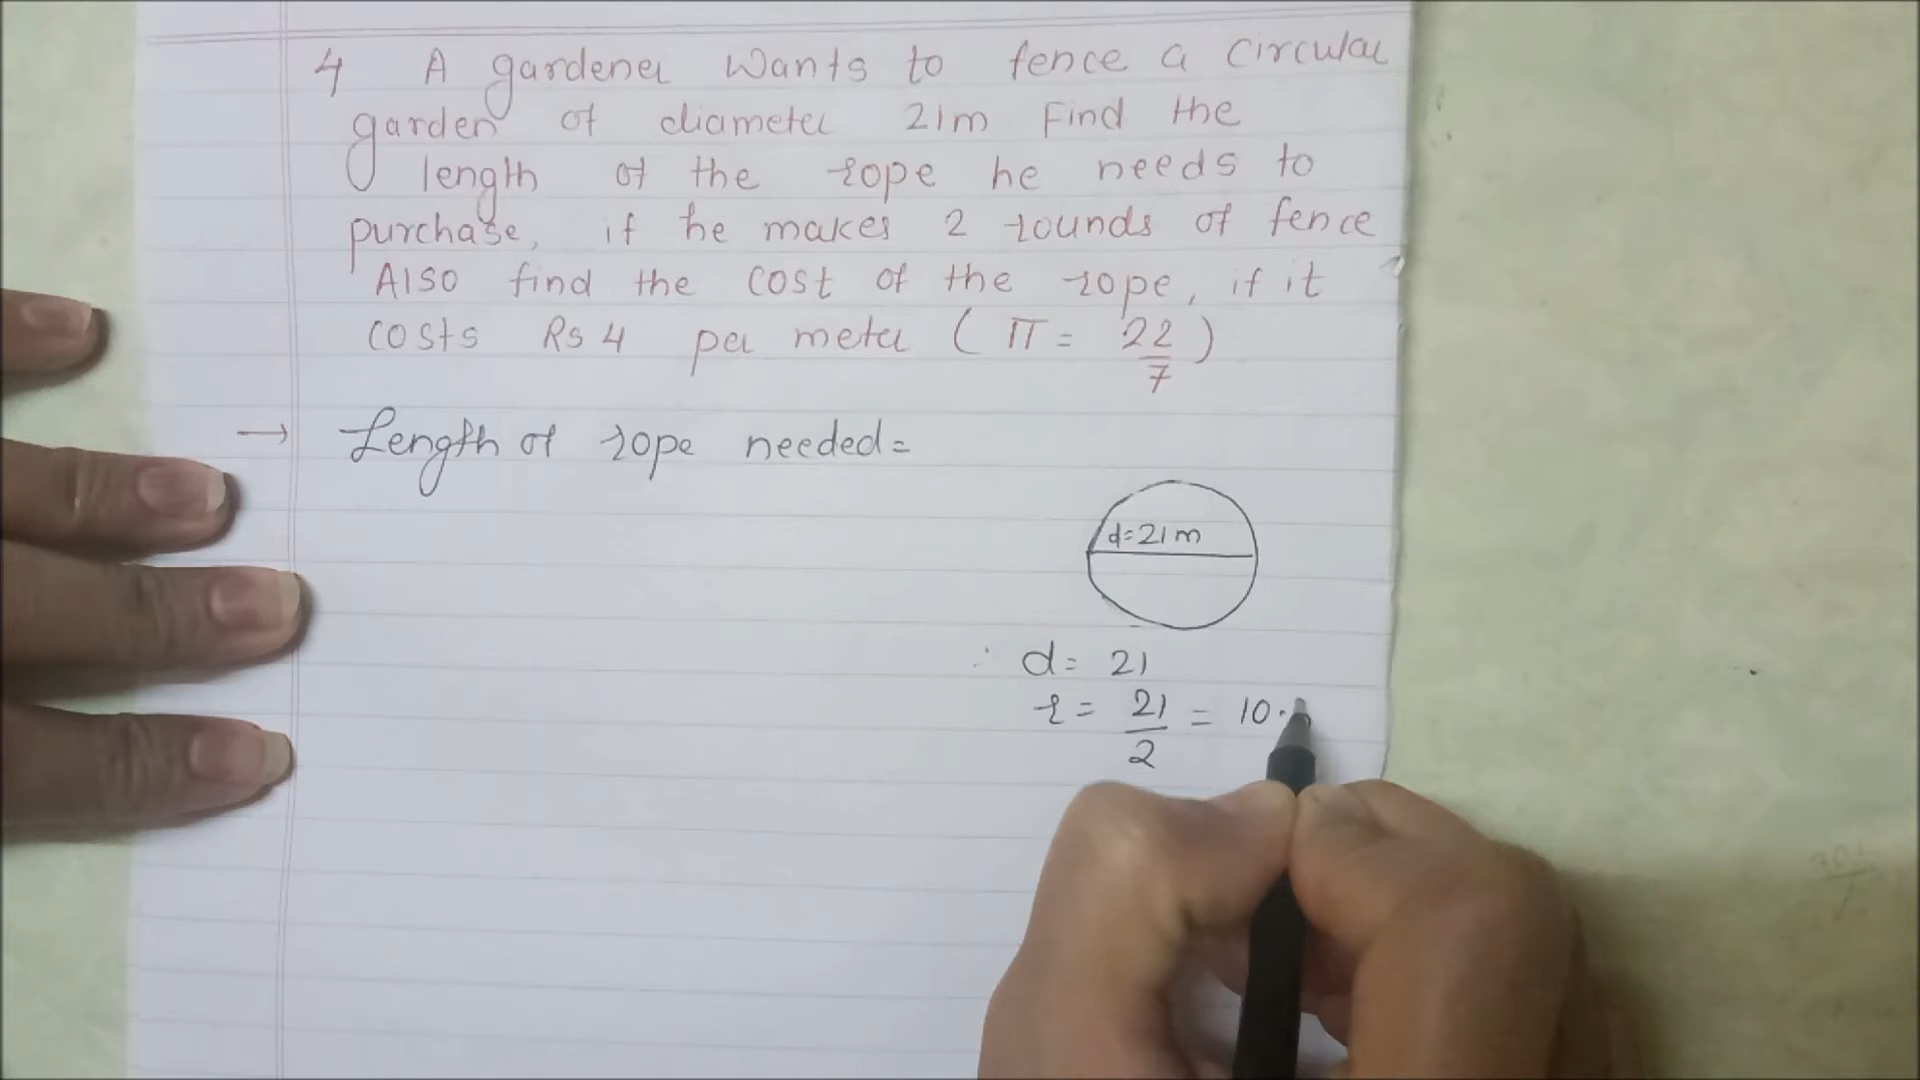 4 A gardener wants to fence a circular
garden of diameter 21m Find the
length of the rope he needs to
purchase, if he makes 2 rounds of fence
Also find the cost of the rope, if it
costs Rs 4 per meter ( π = 22/7 )
→ Length of rope needed =
d=21m
∴ d = 21
r = 21/2 = 10.